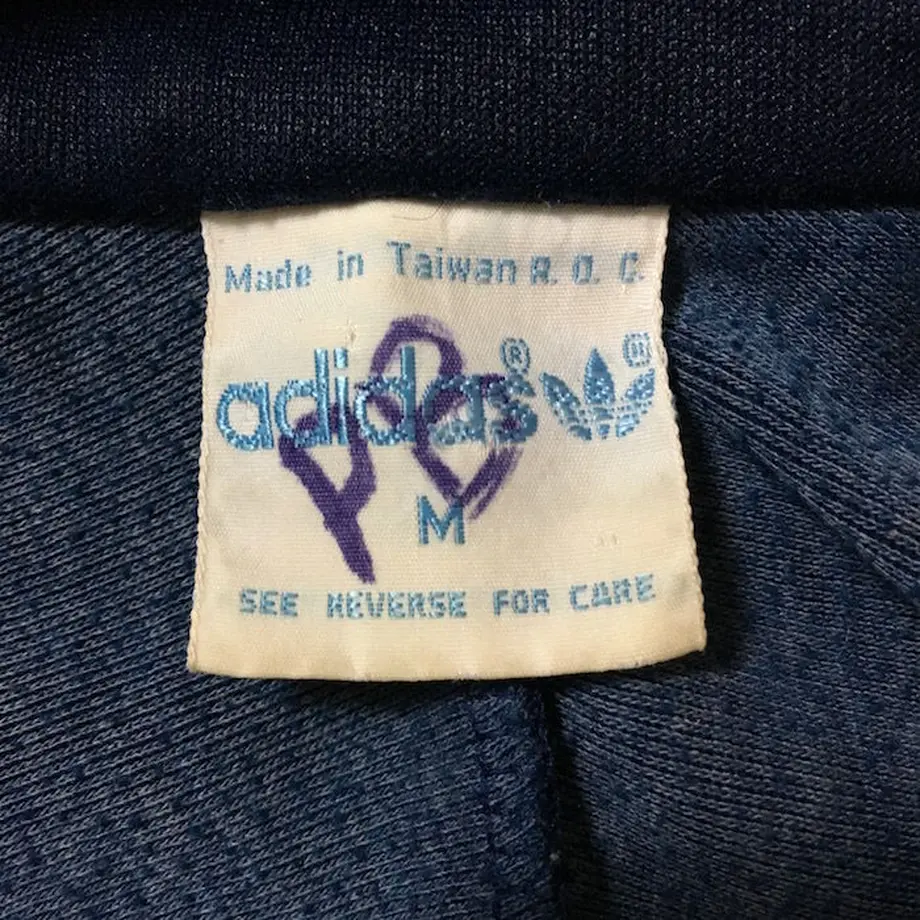 Made in Taiwan R. O. C.
adidas® ®
M
SEE REVERSE FOR CARE